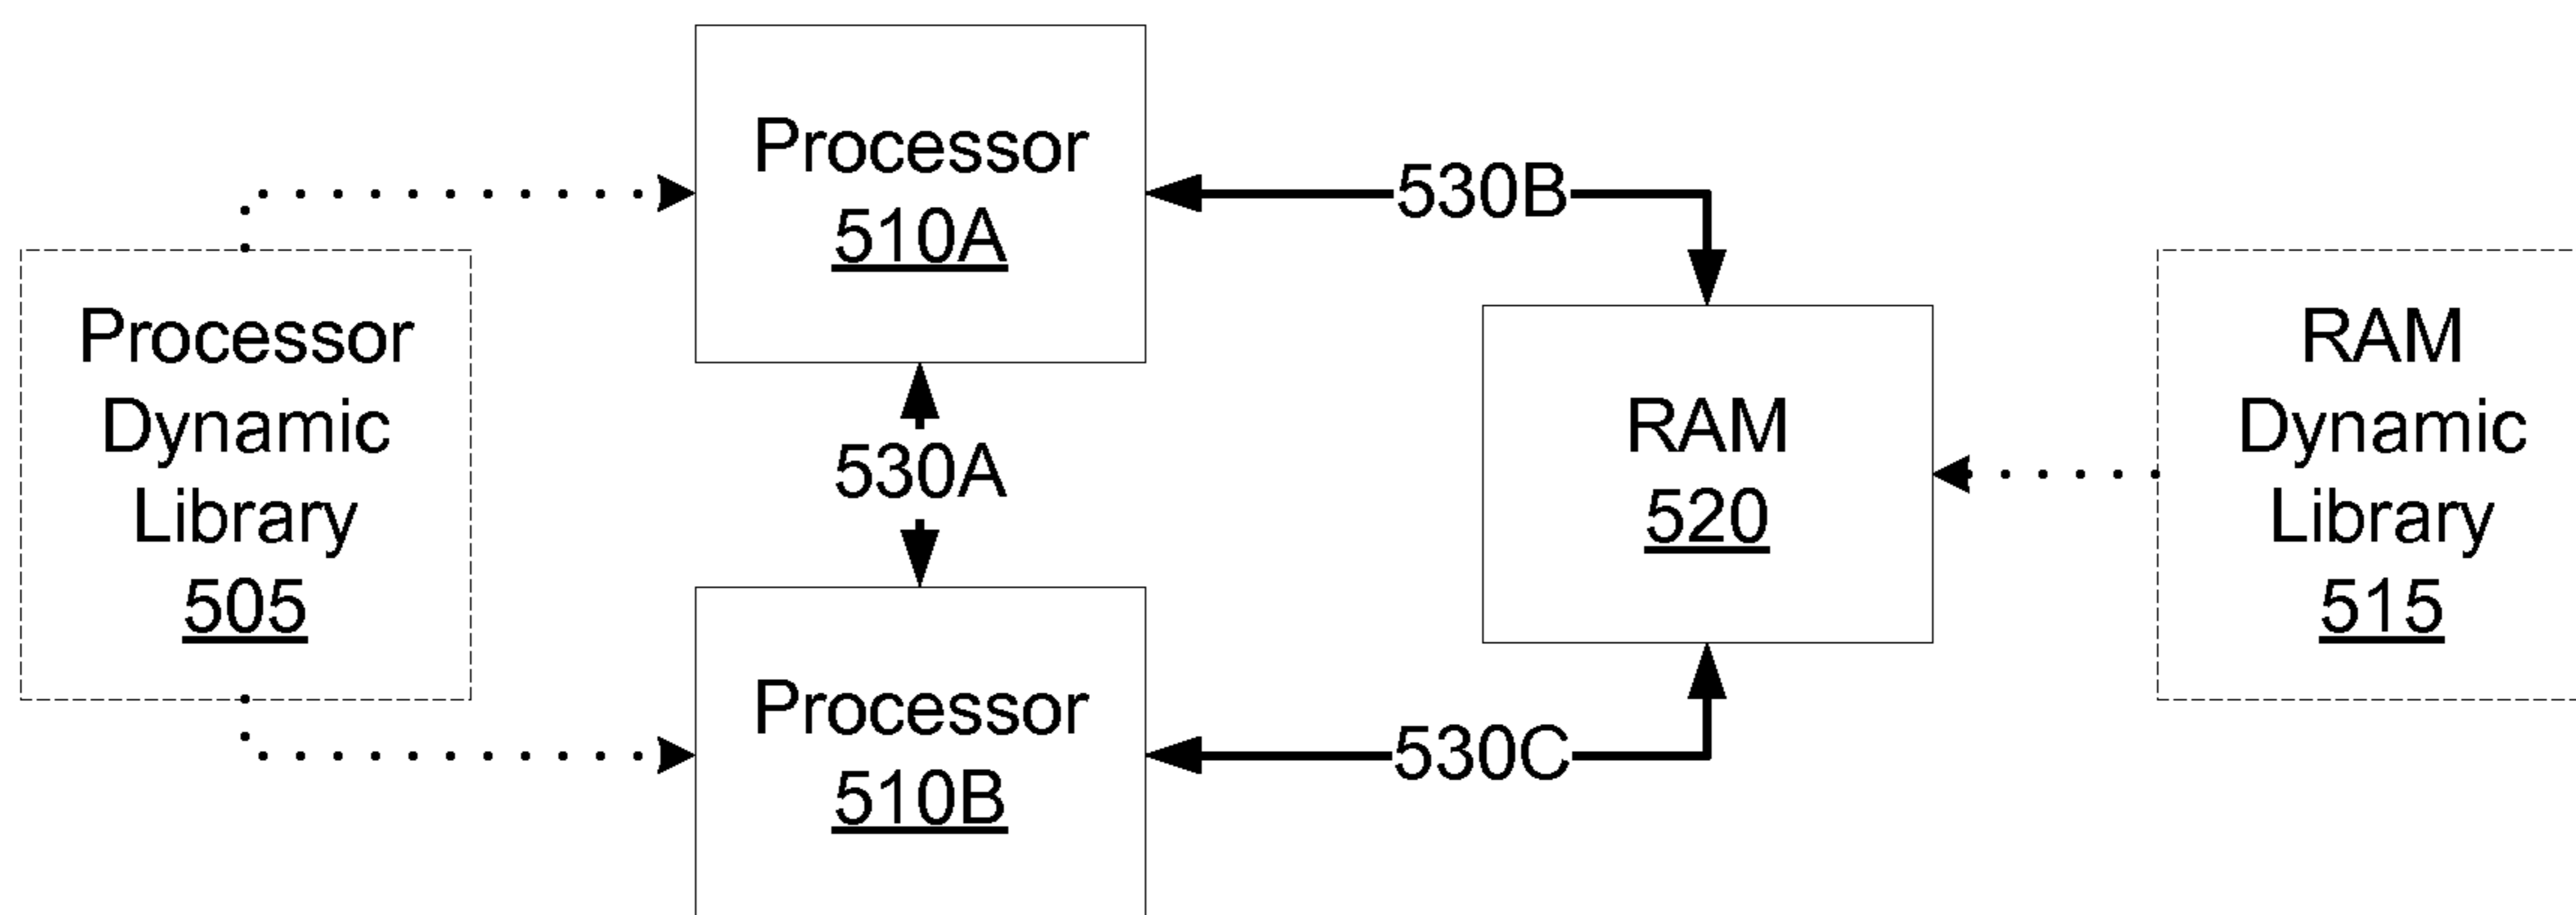 Processor
510A
530B
Processor
Dynamic
Library
505
530A
RAM
520
RAM
Dynamic
Library
515
Processor
510B
530C